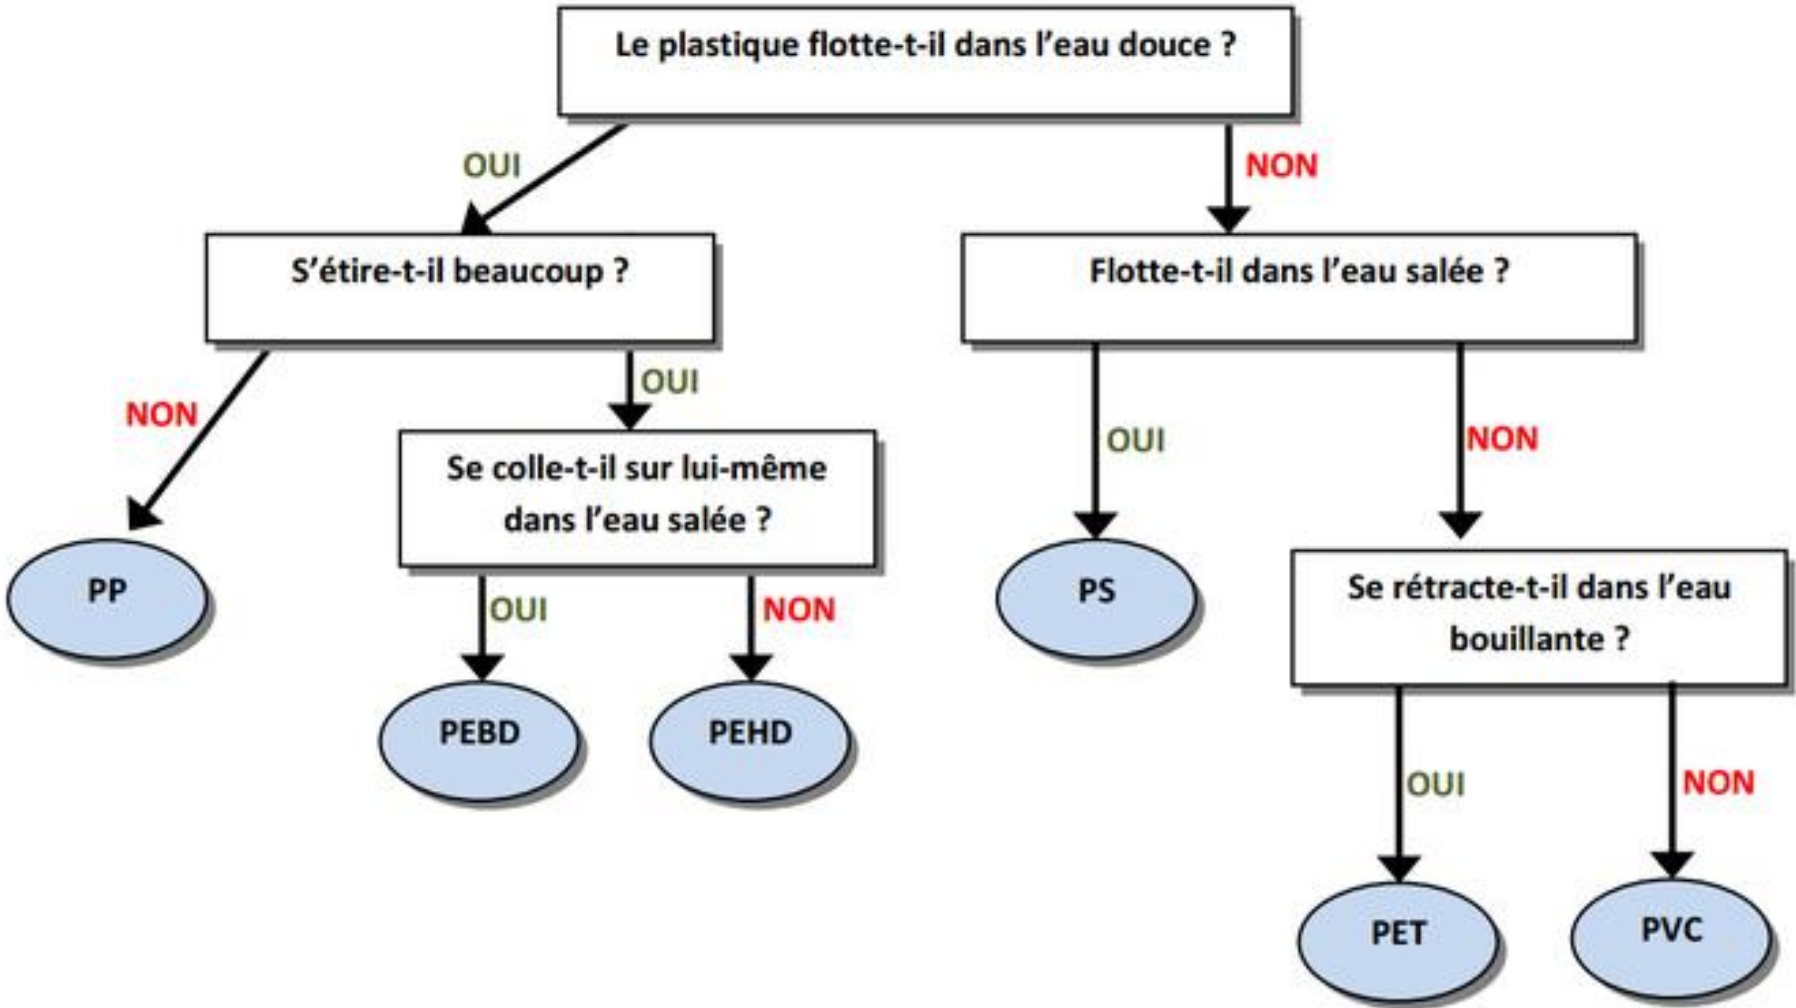 Le plastique flotte-t-il dans l'eau douce ?
OUI
NON
S'étire-t-il beaucoup ?
Flotte-t-il dans l'eau salée ?
NON
OUI
OUI
NON
Se colle-t-il sur lui-même
dans l'eau salée ?
PP
PS
Se rétracte-t-il dans l'eau
bouillante ?
OUI
NON
PEBD
PEHD
OUI
NON
PET
PVC